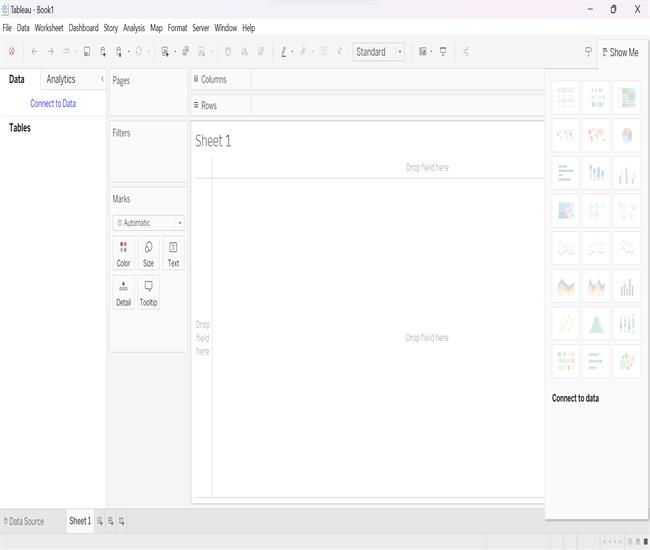 Tableau - Book1
File Data Worksheet Dashboard Story Analysis Map Format Server Window Help
Standard
Show Me
Data Analytics
Connect to Data
Tables
Pages
Filters
Marks
Automatic
Color Size Text
Detail Tooltip
Columns
Rows
Sheet 1
Drop field here
Drop
field
here
Drop field here
Connect to data
Data Source
Sheet 1